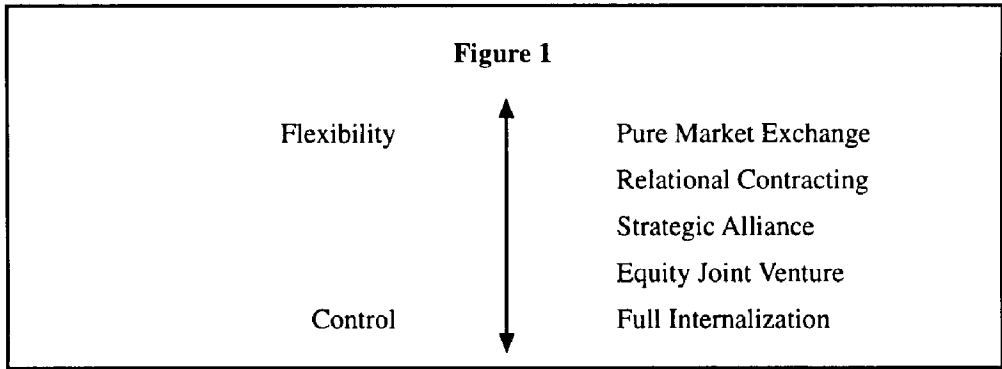 Figure 1
Flexibility
Pure Market Exchange
Relational Contracting
Strategic Alliance
Equity Joint Venture
Control
Full Internalization